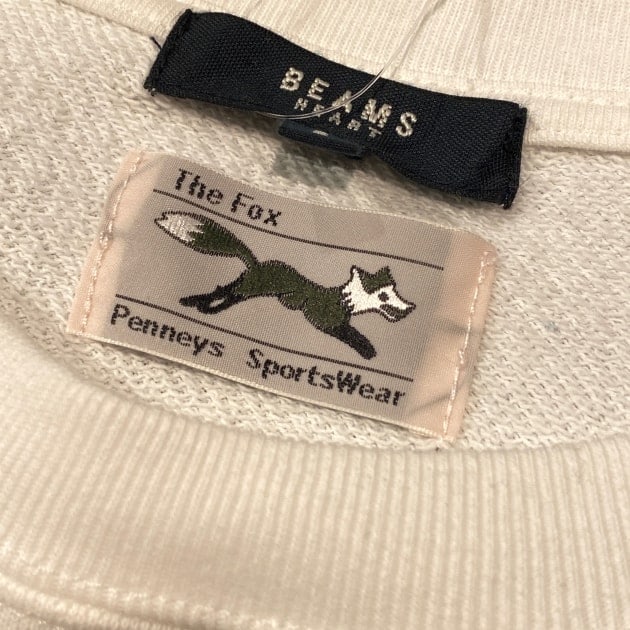 BEAMS
HEART
The Fox
Penneys SportsWear